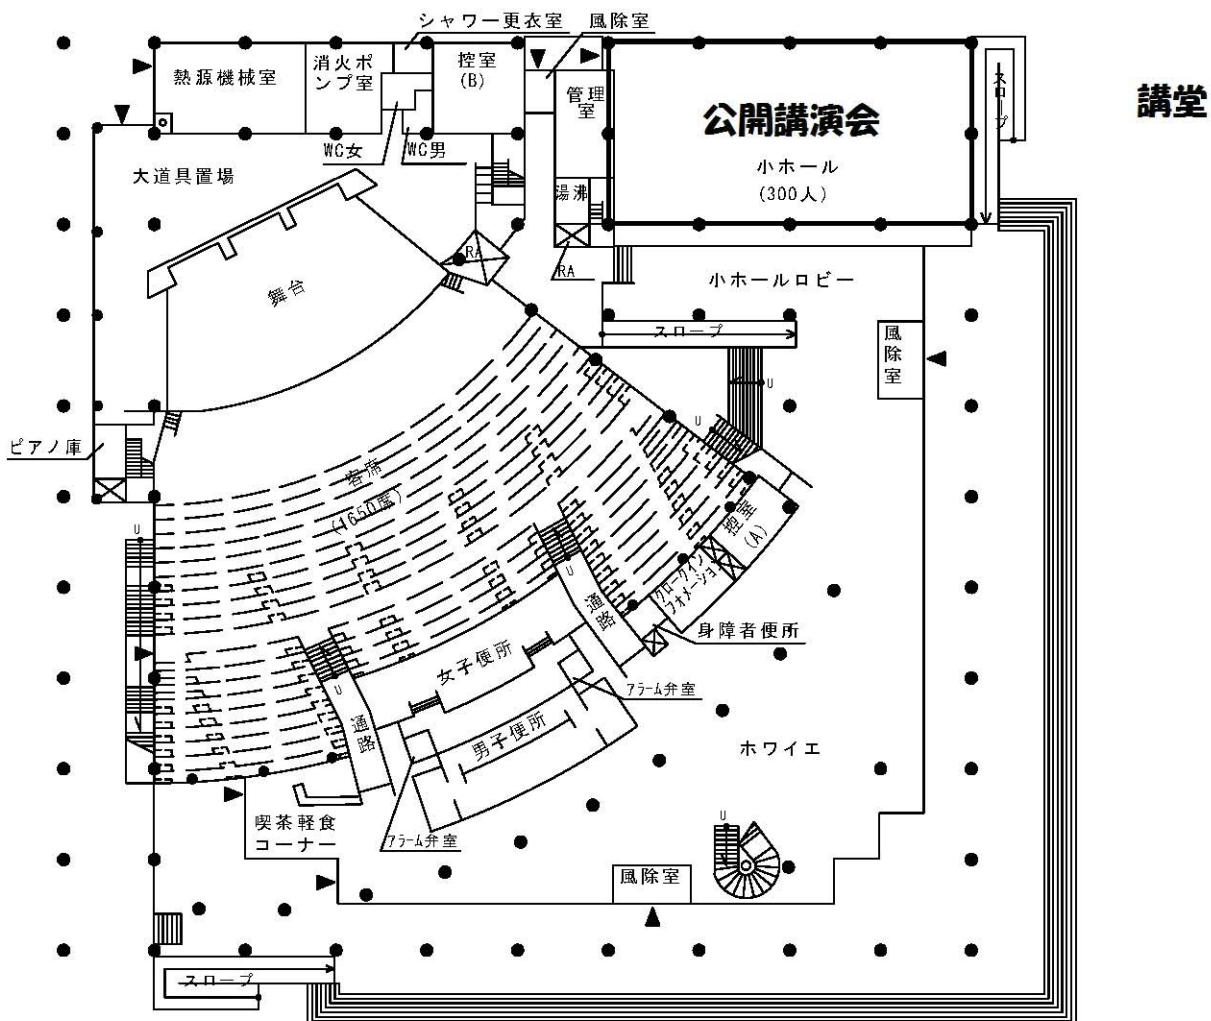 シャワー更衣室
風除室
熱源機械室
消火ポ
ンプ室
控室
(B)
管理
室
公開講演会
小ホール
(300人)
スロープ
講堂
WC女
WC男
大道具置場
湯沸
RA
RA
舞台
小ホールロビー
スロープ
風
除
室
U
U
ピアノ庫
客席
(1650席)
控室
(A)
U
U
クロークイン
フォメーション
通
路
身障者便所
女子便所
アラーム弁室
U
通
路
男子便所
ホワイエ
喫茶軽食
コーナー
アラーム弁室
U
風除室
スロープ